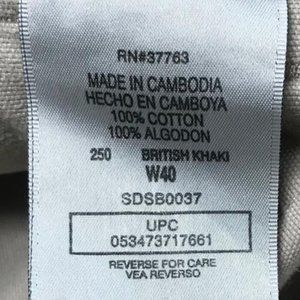 RN#37763
MADE IN CAMBODIA
HECHO EN CAMBOYA
100% COTTON
100% ALGODON
250 BRITISH KHAKI
W40
SDSB0037
UPC
053473717661
REVERSE FOR CARE
VEA REVERSO